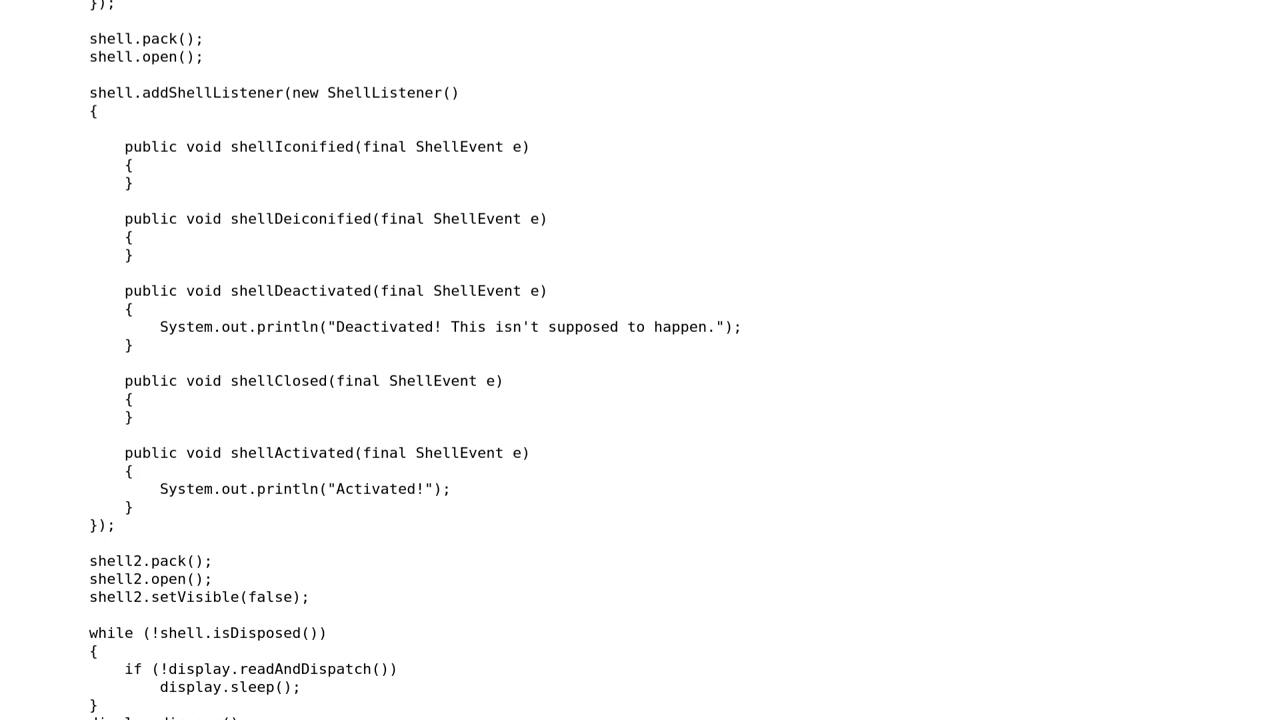 });
shell.pack();
shell.open();
shell.addShellListener(new ShellListener()
{
public void shellIconified(final ShellEvent e)
{
}
public void shellDeiconified(final ShellEvent e)
{
}
public void shellDeactivated(final ShellEvent e)
{
System.out.println("Deactivated! This isn't supposed to happen.");
}
public void shellClosed(final ShellEvent e)
{
}
public void shellActivated(final ShellEvent e)
{
System.out.println("Activated!");
}
});
shell2.pack();
shell2.open();
shell2.setVisible(false);
while (!shell.isDisposed())
{
if (!display.readAndDispatch())
display.sleep();
}